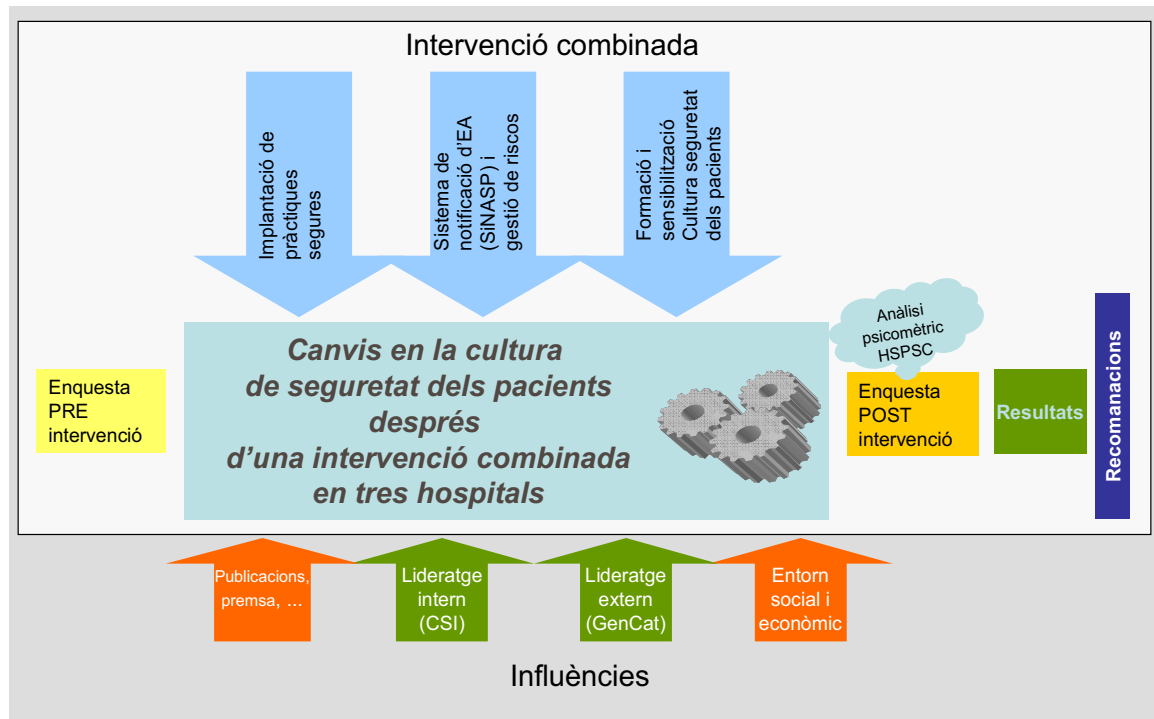 Intervenció combinada
Implantació de
pràctiques
segures
Sistema de
notificació d'EA
(SiNASP) i
gestió de riscos
Formació i
sensibilització
Cultura seguretat
dels pacients
Canvis en la cultura
de seguretat dels pacients
després
d'una intervenció combinada
en tres hospitals
Enquesta
PRE
intervenció
Anàlisi
psicomètric
HSPSC
Enquesta
POST
intervenció
Resultats
Recomanacions
Publicacions,
premsa, ...
Lideratge
intern
(CSI)
Lideratge
extern
(GenCat)
Entorn
social i
econòmic
Influències